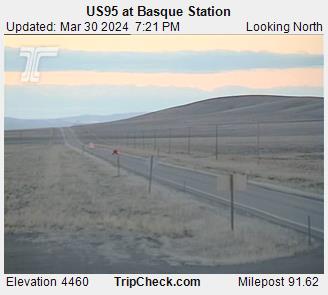 US95 at Basque Station
Updated: Mar 30 2024 7:21 PM Looking North
Elevation 4460 TripCheck.com Milepost 91.62